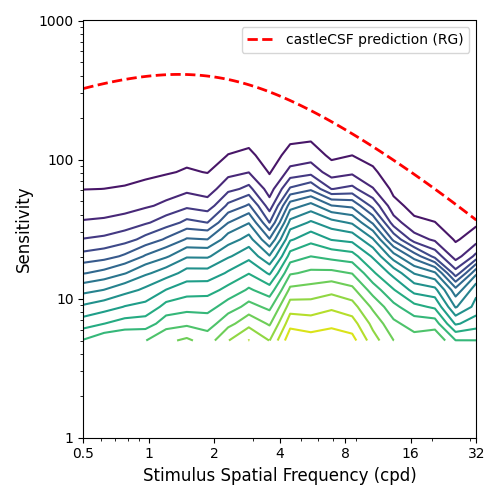 1000
castleCSF prediction (RG)
100
Sensitivity
10
1
0.5 1 2 4 8 16 32
Stimulus Spatial Frequency (cpd)